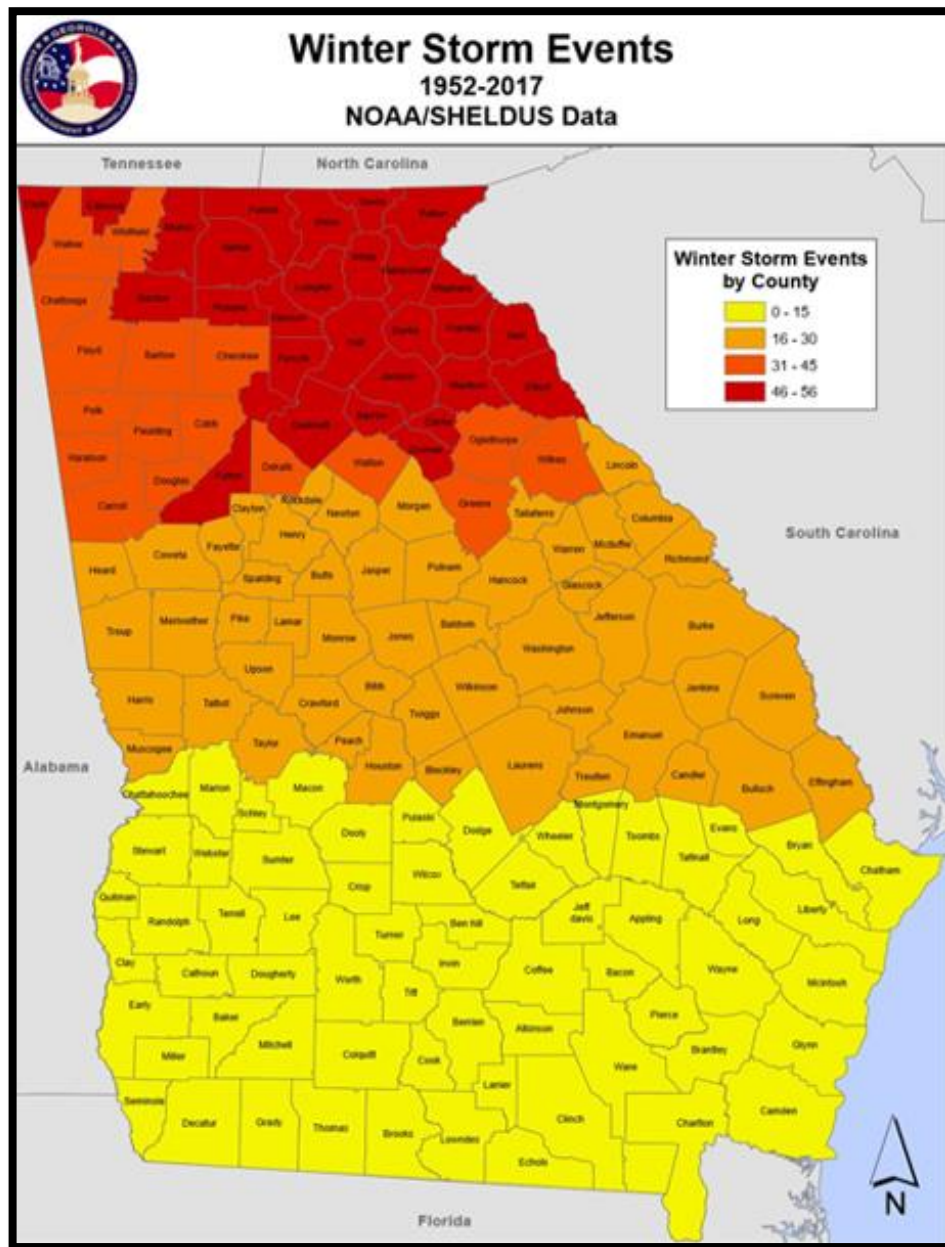 GEORGIA
Winter Storm Events
1952-2017
NOAA/SHELDUS Data
Tennessee
North Carolina
Winter Storm Events
by County
0 - 15
16 - 30
31 - 45
46 - 56
Walker
Whitfield
Chattooga
Floyd
Bartow
Cherokee
Polk
Paulding
Cobb
Haralson
Douglas
Carroll
Dekalb
Walton
Oglethorpe
Wilkes
Greene
Lincoln
Clayton
Rockdale
Newton
Morgan
Taliaferro
Columbia
Fayette
Henry
Warren
Mcduffie
Richmond
South Carolina
Heard
Coweta
Spalding
Butts
Jasper
Putnam
Hancock
Glascock
Troup
Meriwether
Pike
Lamar
Monroe
Jones
Baldwin
Washington
Jefferson
Burke
Upson
Harris
Talbot
Crawford
Bibb
Wilkinson
Twiggs
Johnson
Jenkins
Screven
Muscogee
Taylor
Peach
Houston
Bleckley
Laurens
Treutlen
Emanuel
Candler
Bulloch
Effingham
Alabama
Chattahoochee
Marion
Schley
Macon
Dooly
Pulaski
Dodge
Wheeler
Montgomery
Toombs
Tattnall
Evans
Bryan
Chatham
Stewart
Webster
Sumter
Crisp
Wilcox
Telfair
Quitman
Randolph
Terrell
Lee
Turner
Ben hill
Jeff
davis
Appling
Long
Liberty
Clay
Calhoun
Dougherty
Worth
Tift
Irwin
Coffee
Bacon
Wayne
Mcintosh
Early
Baker
Mitchell
Miller
Colquitt
Cook
Berrien
Atkinson
Pierce
Ware
Brantley
Glynn
Lanier
Seminole
Decatur
Grady
Thomas
Brooks
Lowndes
Echols
Clinch
Charlton
Camden
Florida
N